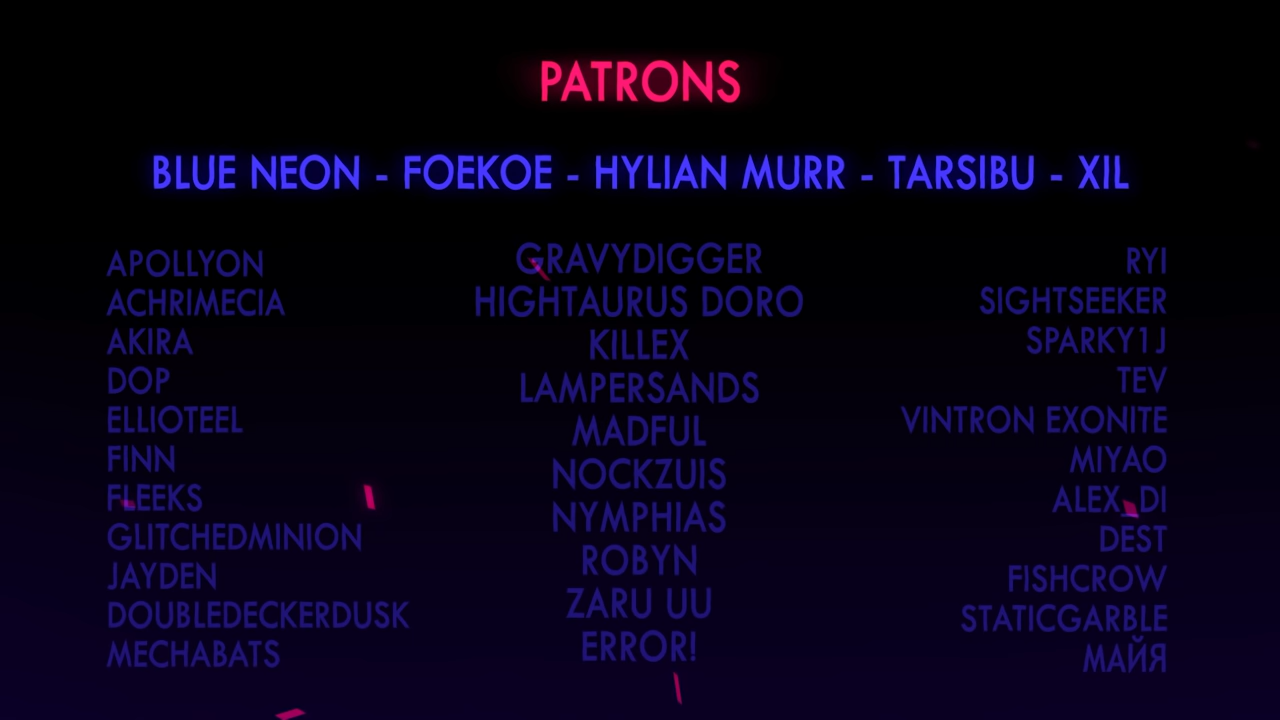 PATRONS
BLUE NEON - FOEKOE - HYLIAN MURR - TARSIBU - XIL
APOLLYON
ACHRIMECIA
AKIRA
DOP
ELLIOTEEL
FINN
FLEEKS
GLITCHEDMINION
JAYDEN
DOUBLEDECKERDUSK
MECHABATS
GRAVYDIGGER
HIGHTAURUS DORO
KILLEX
LAMPERSANDS
MADFUL
NOCKZUIS
NYMPHIAS
ROBYN
ZARU UU
ERROR!
RYI
SIGHTSEEKER
SPARKY1J
TEV
VINTRON EXONITE
MIYAO
ALEX_DI
DEST
FISHCROW
STATICGARBLE
МАЙЯ